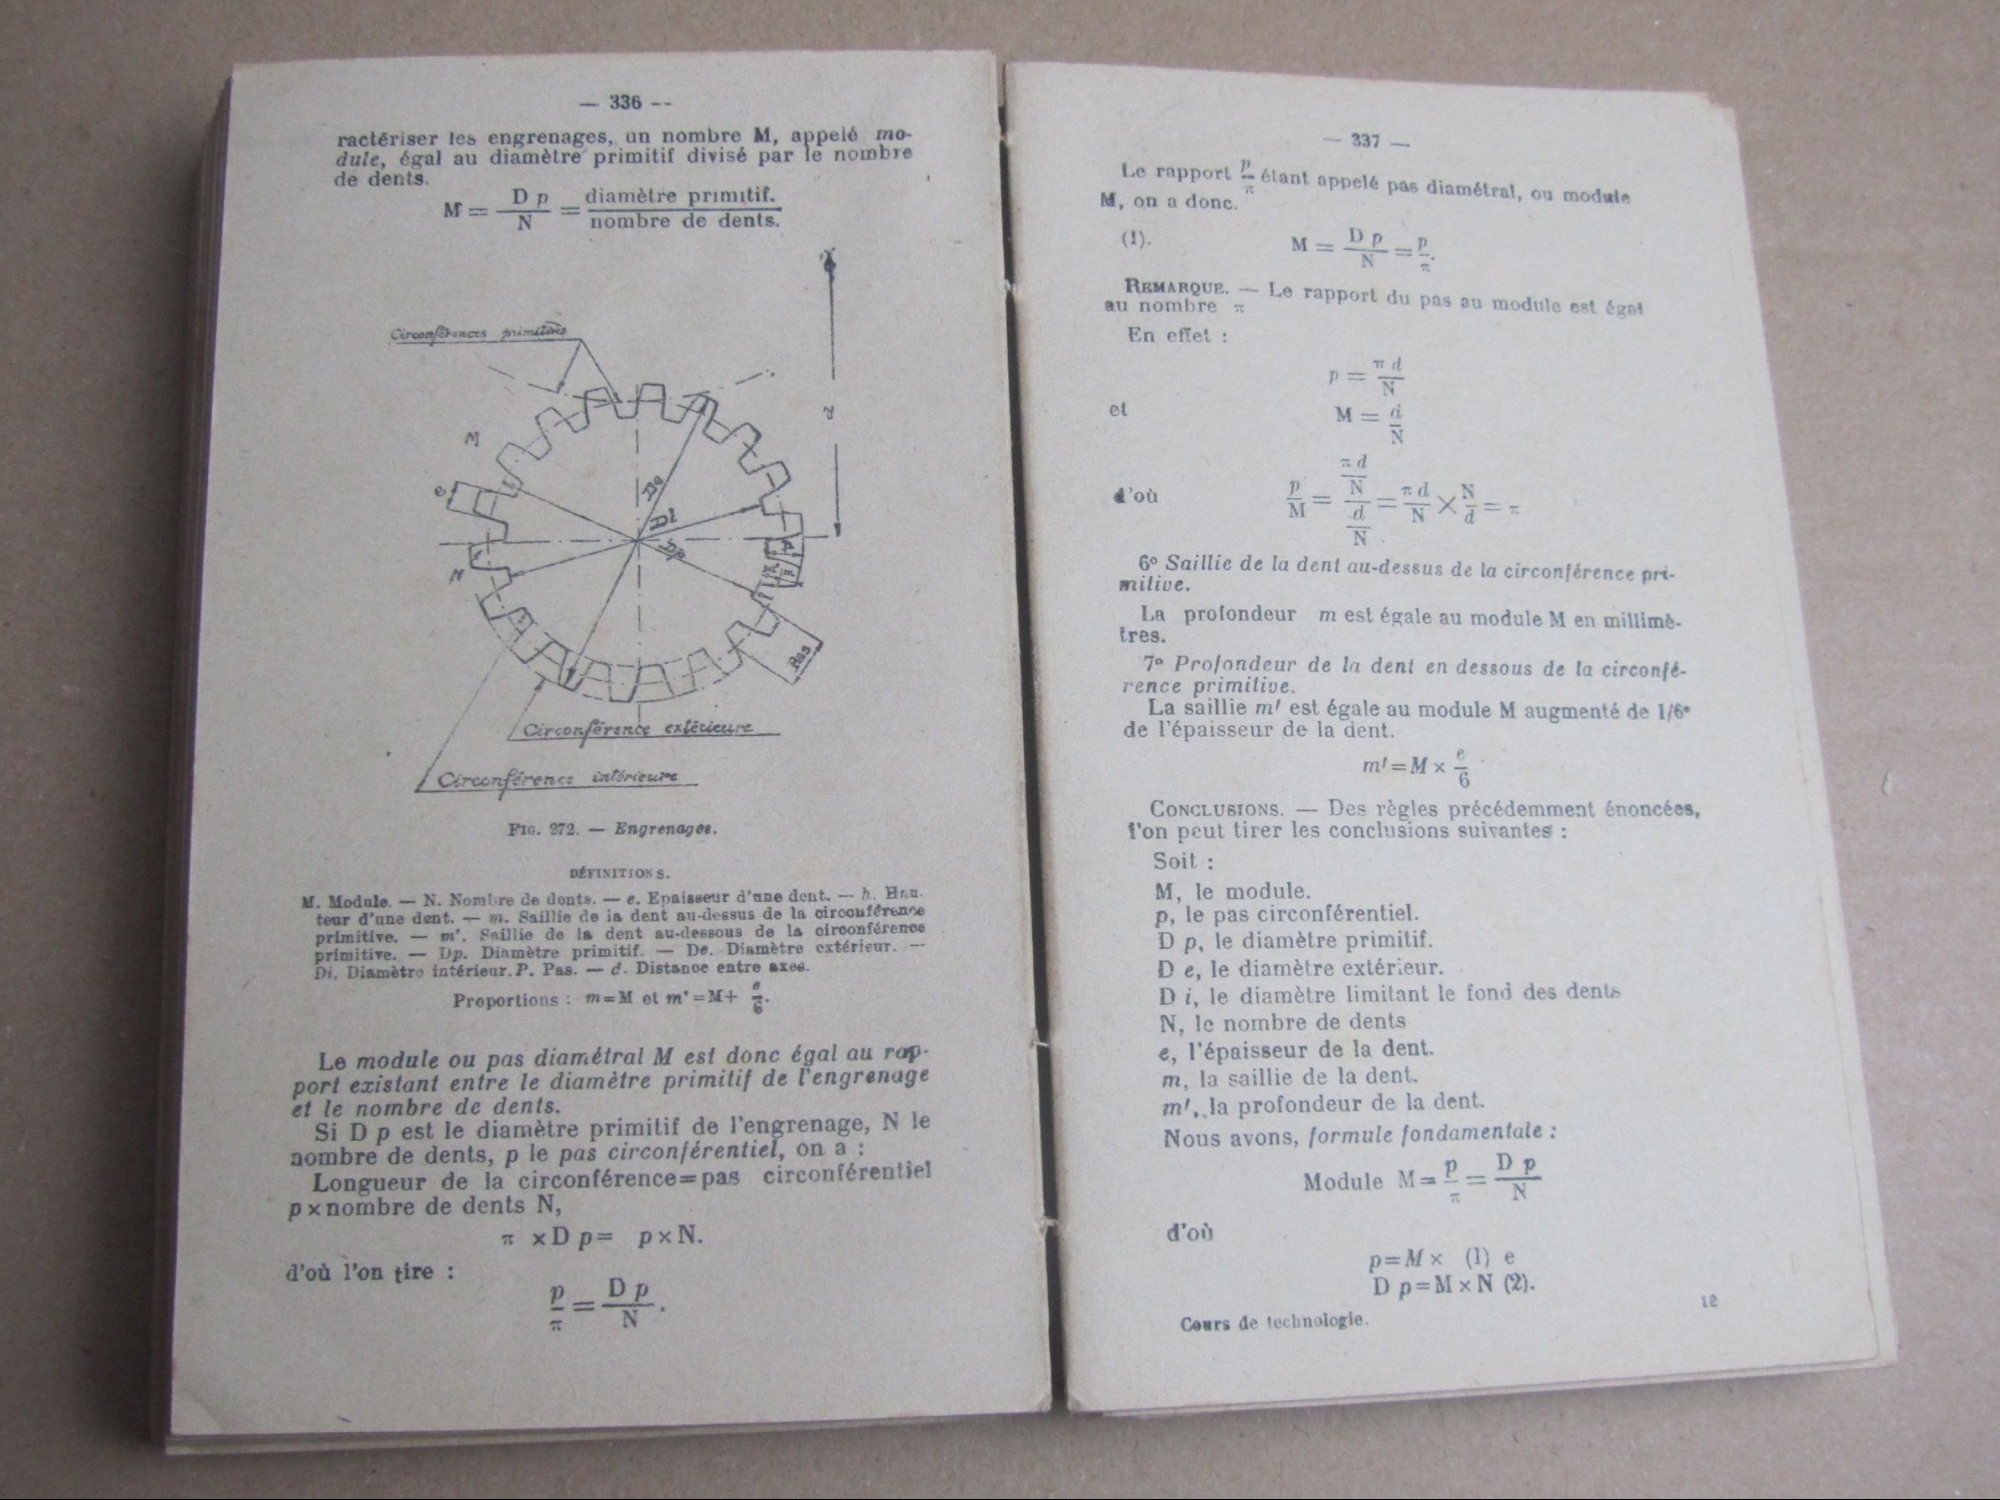 — 336 --
ractériser les engrenages, un nombre M, appelé mo-
dule, égal au diamètre primitif divisé par le nombre
de dents.
M = D p / N = diamètre primitif. / nombre de dents.
Circonférences primitives
M
e
N
De
Di
Dp
Pas
Circonférence extérieure
Circonférence intérieure
FIG. 272. — Engrenages.
DÉFINITIONS.
M. Module. — N. Nombre de dents. — e. Epaisseur d'une dent. — h. Hau-
teur d'une dent. — m. Saillie de la dent au-dessus de la circonférence
primitive. — m'. Saillie de la dent au-dessous de la circonférence
primitive. — Dp. Diamètre primitif. — De. Diamètre extérieur. —
Di. Diamètre intérieur. P. Pas. — d. Distance entre axes.
Proportions : m=M et m'=M+ e/6.
Le module ou pas diamétral M est donc égal au rap-
port existant entre le diamètre primitif de l'engrenage
et le nombre de dents.
Si D p est le diamètre primitif de l'engrenage, N le
nombre de dents, p le pas circonférentiel, on a :
Longueur de la circonférence=pas circonférentiel
p×nombre de dents N,
π ×D p= p×N.
d'où l'on tire :
p/π = D p/N.
— 337 —
Le rapport p/π étant appelé pas diamétral, ou module
M, on a donc.
(1). M = D p/N = p/π.
REMARQUE. — Le rapport du pas au module est égal
au nombre π
En effet :
p = π d/N
et M = d/N
d'où p/M = (π d/N)/(d/N) = π d/N × N/d = π
6° Saillie de la dent au-dessus de la circonférence pri-
mitive.
La profondeur m est égale au module M en millimè-
tres.
7° Profondeur de la dent en dessous de la circonfé-
rence primitive.
La saillie m' est égale au module M augmenté de 1/6e
de l'épaisseur de la dent.
m'=M× e/6
CONCLUSIONS. — Des règles précédemment énoncées,
l'on peut tirer les conclusions suivantes :
Soit :
M, le module.
p, le pas circonférentiel.
D p, le diamètre primitif.
D e, le diamètre extérieur.
D i, le diamètre limitant le fond des dents
N, le nombre de dents
e, l'épaisseur de la dent.
m, la saillie de la dent.
m', la profondeur de la dent.
Nous avons, formule fondamentale :
Module M= p/π = D p/N
d'où
p=M× (1) e
D p=M×N (2).
Cours de technologie. 12